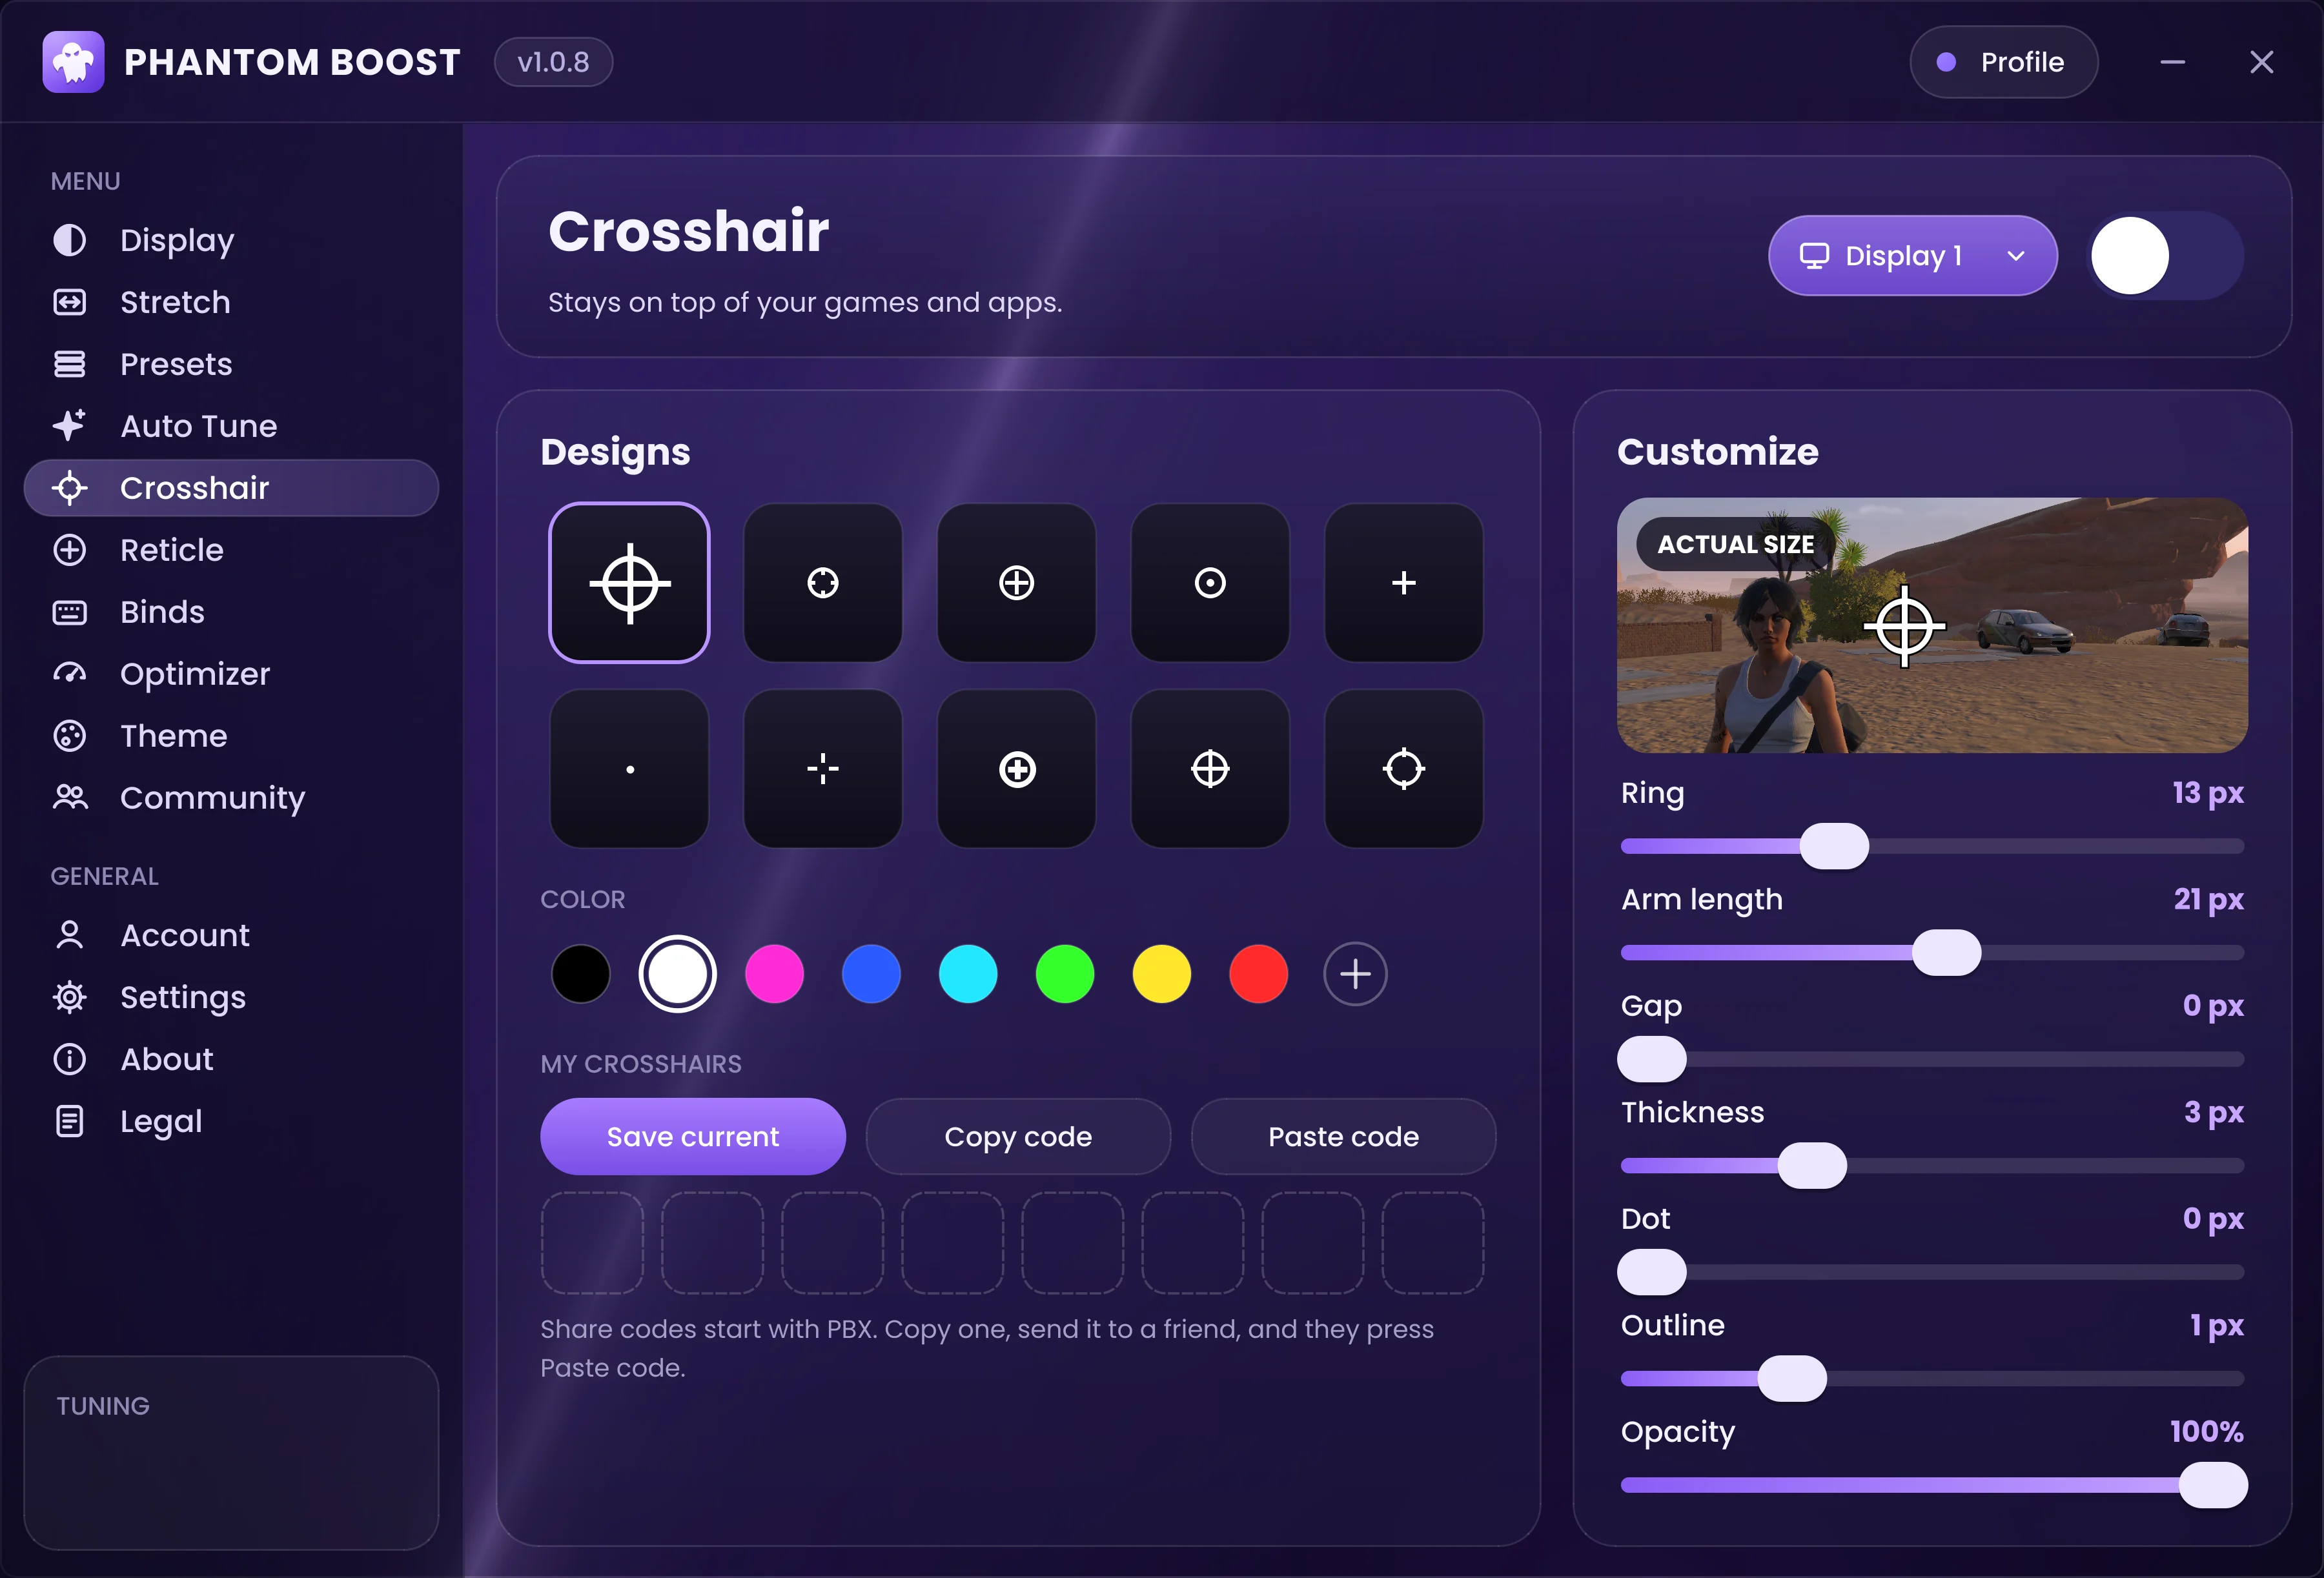 PHANTOM BOOST
v1.0.8
Profile
MENU
Display
Stretch
Presets
Auto Tune
Crosshair
Reticle
Binds
Optimizer
Theme
Community
GENERAL
Account
Settings
About
Legal
TUNING
Crosshair
Stays on top of your games and apps.
Display 1
Designs
COLOR
MY CROSSHAIRS
Save current
Copy code
Paste code
Share codes start with PBX. Copy one, send it to a friend, and they press
Paste code.
Customize
ACTUAL SIZE
Ring 13 px
Arm length 21 px
Gap 0 px
Thickness 3 px
Dot 0 px
Outline 1 px
Opacity 100%